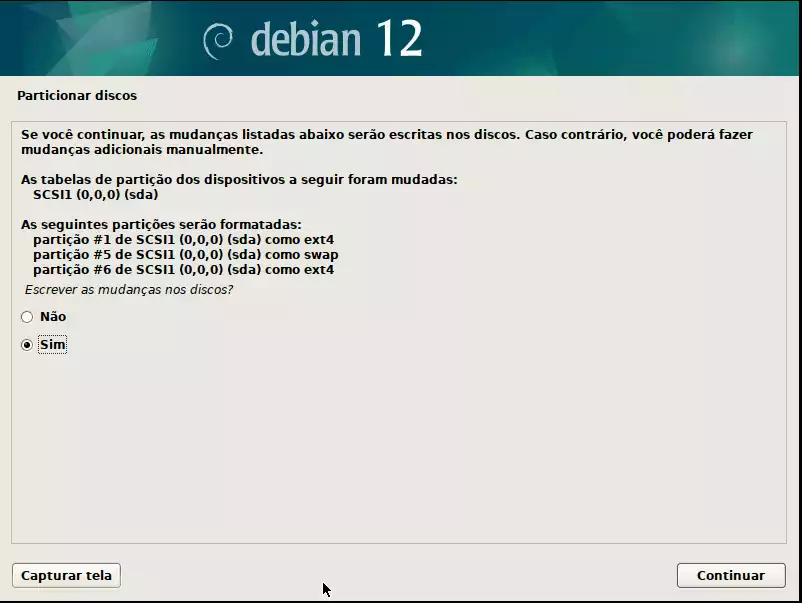 debian 12
Particionar discos
Se você continuar, as mudanças listadas abaixo serão escritas nos discos. Caso contrário, você poderá fazer
mudanças adicionais manualmente.
As tabelas de partição dos dispositivos a seguir foram mudadas:
SCSI1 (0,0,0) (sda)
As seguintes partições serão formatadas:
partição #1 de SCSI1 (0,0,0) (sda) como ext4
partição #5 de SCSI1 (0,0,0) (sda) como swap
partição #6 de SCSI1 (0,0,0) (sda) como ext4
Escrever as mudanças nos discos?
Não
Sim
Capturar tela
Continuar